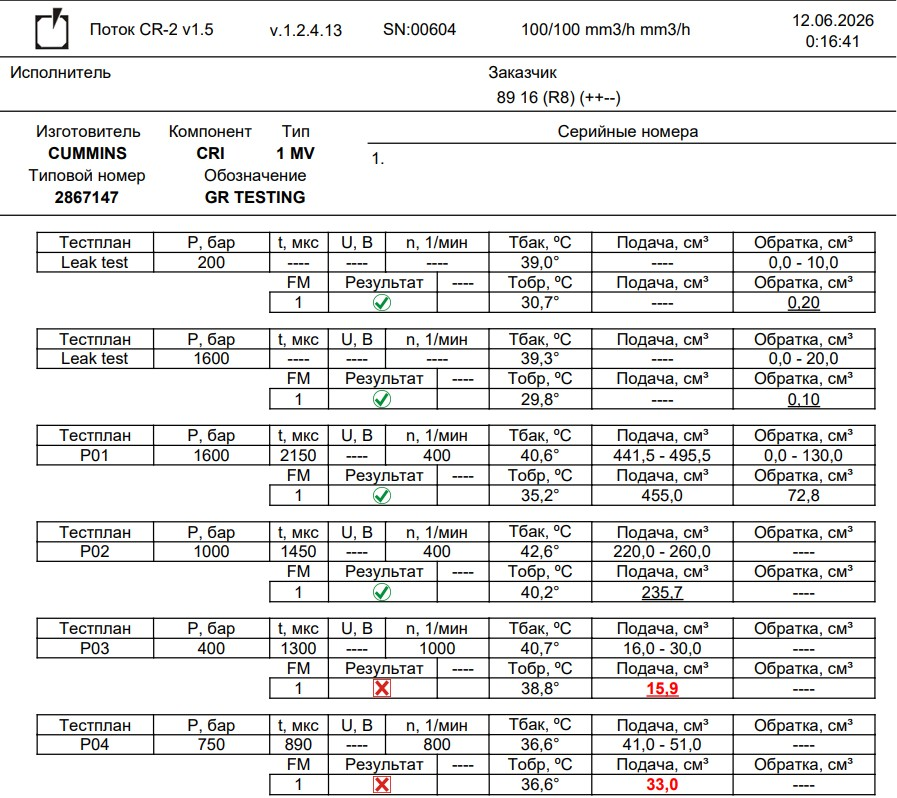 Поток CR-2 v1.5 v.1.2.4.13 SN:00604 100/100 mm3/h mm3/h 12.06.2026
0:16:41
Исполнитель Заказчик
89 16 (R8) (++--)
Изготовитель Компонент Тип Серийные номера
CUMMINS CRI 1 MV 1.
Типовой номер Обозначение
2867147 GR TESTING
Тестплан P, бар t, мкс U, В n, 1/мин Тбак, ºC Подача, см³ Обратка, см³
Leak test 200 ---- ---- ---- 39,0° ---- 0,0 - 10,0
FM Результат ---- Тобр, ºC Подача, см³ Обратка, см³
1 30,7° ---- 0,20
Тестплан P, бар t, мкс U, В n, 1/мин Тбак, ºC Подача, см³ Обратка, см³
Leak test 1600 ---- ---- ---- 39,3° ---- 0,0 - 20,0
FM Результат ---- Тобр, ºC Подача, см³ Обратка, см³
1 29,8° ---- 0,10
Тестплан P, бар t, мкс U, В n, 1/мин Тбак, ºC Подача, см³ Обратка, см³
P01 1600 2150 ---- 400 40,6° 441,5 - 495,5 0,0 - 130,0
FM Результат ---- Тобр, ºC Подача, см³ Обратка, см³
1 35,2° 455,0 72,8
Тестплан P, бар t, мкс U, В n, 1/мин Тбак, ºC Подача, см³ Обратка, см³
P02 1000 1450 ---- 400 42,6° 220,0 - 260,0 ----
FM Результат ---- Тобр, ºC Подача, см³ Обратка, см³
1 40,2° 235,7 ----
Тестплан P, бар t, мкс U, В n, 1/мин Тбак, ºC Подача, см³ Обратка, см³
P03 400 1300 ---- 1000 40,7° 16,0 - 30,0 ----
FM Результат ---- Тобр, ºC Подача, см³ Обратка, см³
1 38,8° 15,9 ----
Тестплан P, бар t, мкс U, В n, 1/мин Тбак, ºC Подача, см³ Обратка, см³
P04 750 890 ---- 800 36,6° 41,0 - 51,0 ----
FM Результат ---- Тобр, ºC Подача, см³ Обратка, см³
1 36,6° 33,0 ----